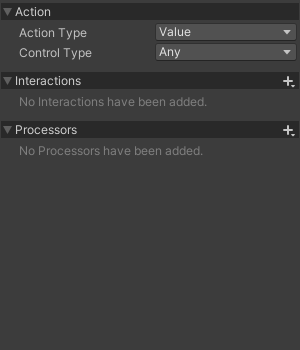 Action
Action Type Value
Control Type Any
Interactions
No Interactions have been added.
Processors
No Processors have been added.